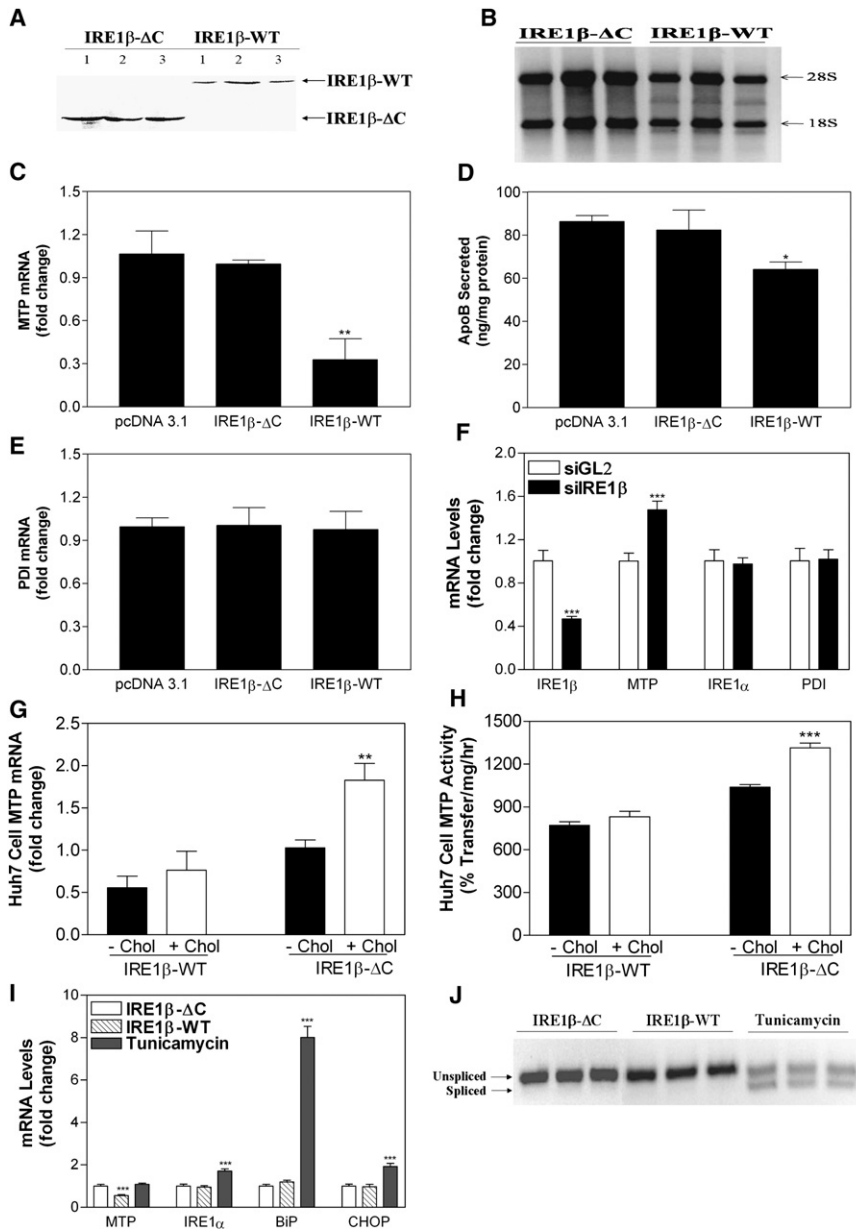 A
IRE1β-ΔC IRE1β-WT
1 2 3 1 2 3
IRE1β-WT
IRE1β-ΔC
B
IRE1β-ΔC IRE1β-WT
28S
18S
C
MTP mRNA
(fold change)
1.5
1.2
0.9
0.6
0.3
0.0
**
pcDNA 3.1 IRE1β-ΔC IRE1β-WT
D
ApoB Secreted
(ng/mg protein)
100
80
60
40
20
0
*
pcDNA 3.1 IRE1β-ΔC IRE1β-WT
E
PDI mRNA
(fold change)
1.5
1.2
0.9
0.6
0.3
0.0
pcDNA 3.1 IRE1β-ΔC IRE1β-WT
F
mRNA Levels
(fold change)
2.0
1.6
1.2
0.8
0.4
0.0
siGL2
siIRE1β
***
***
IRE1β MTP IRE1α PDI
G
Huh7 Cell MTP mRNA
(fold change)
2.5
2.0
1.5
1.0
0.5
0.0
**
- Chol + Chol - Chol + Chol
IRE1β-WT IRE1β-ΔC
H
Huh7 Cell MTP Activity
(% Transfer/mg/hr)
1500
1200
900
600
300
0
***
- Chol + Chol - Chol + Chol
IRE1β-WT IRE1β-ΔC
I
mRNA Levels
(fold change)
10
8
6
4
2
0
IRE1β-ΔC
IRE1β-WT
Tunicamycin
***
***
***
***
MTP IRE1α BiP CHOP
J
IRE1β-ΔC IRE1β-WT Tunicamycin
Unspliced
Spliced